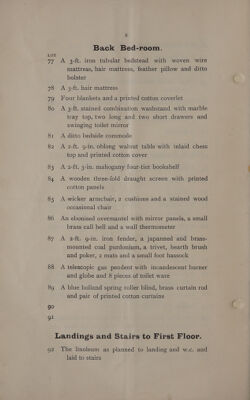 8
Back Bed-room.
LOT
77 A 3-ft. iron tubular bedstead with woven wire
mattress, hair mattress, feather pillow and ditto
bolster
78 A 3-ft. hair mattress
79 Four blankets and a printed cotton coverlet
80 A 3-ft. stained combination washstand with marble
tray top, two long and two short drawers and
swinging toilet mirror
81 A ditto bedside commode
82 A 2-ft. 9-in. oblong walnut table with inlaid chess
top and printed cotton cover
83 A 2-ft. 3-in. mahogany four-tier bookshelf
84 A wooden three-fold draught screen with printed
cotton panels
85 A wicker armchair, 2 cushions and a stained wood
occasional chair
86 An ebonised overmantel with mirror panels, a small
brass call bell and a wall thermometer
87 A 2-ft. 9-in. iron fender, a japanned and brass-
mounted coal purdonium, a trivet, hearth brush
and poker, 2 mats and a small foot hassock
88 A telescopic gas pendent with incandescent burner
and globe and 8 pieces of toilet ware
89 A blue holland spring roller blind, brass curtain rod
and pair of printed cotton curtains
90
91
Landings and Stairs to First Floor.
92 The linoleum as planned to landing and w.c. and
laid to stairs